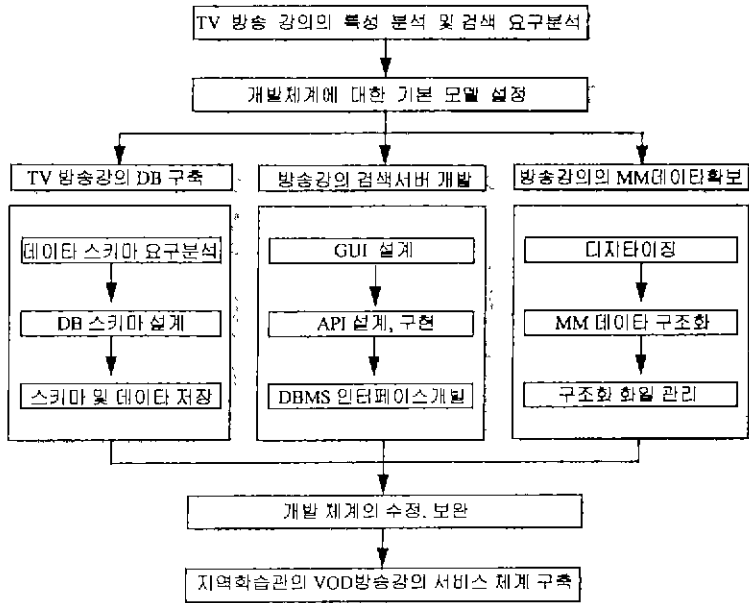 TV 방송 강의의 특성 분석 및 검색 요구분석
개발체계에 대한 기본 모델 설정
TV 방송강의 DB 구축
데이타 스키마 요구분석
DB 스키마 설계
스키마 및 데이타 저장
방송강의 검색서버 개발
GUI 설계
API 설계, 구현
DBMS 인터페이스개발
방송강의의 MM데이타확보
디지타이징
MM 데이타 구조화
구조화 화일 관리
개발 체계의 수정, 보완
지역학습관의 VOD방송강의 서비스 체계 구축